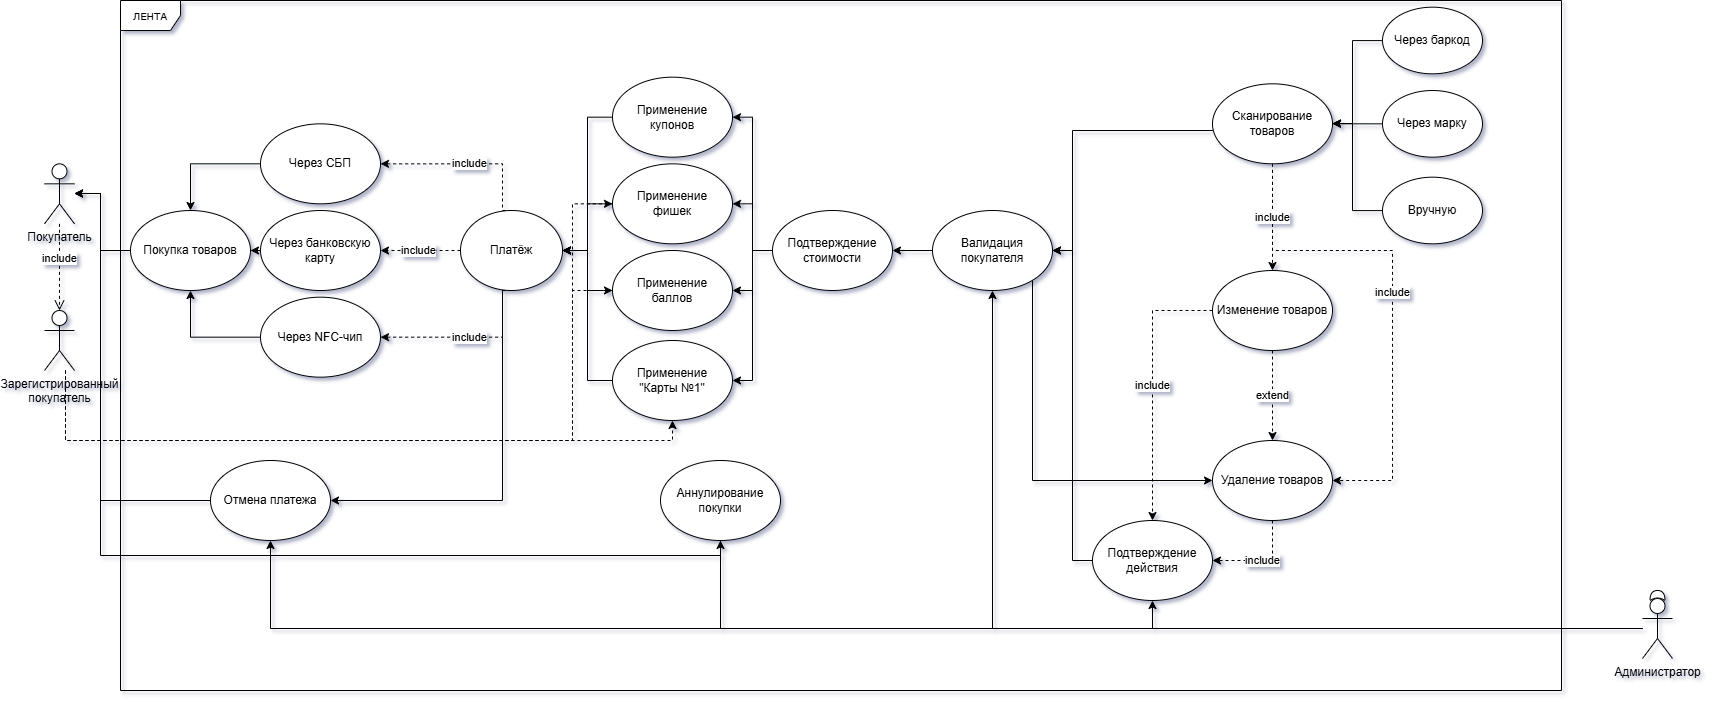 ЛЕНТА
Через баркод
Применение
купонов
Сканирование
товаров
Через марку
Через СБП
include
Применение
фишек
Вручную
include
Покупатель
include
Покупка товаров
Через банковскую
карту
include
Платёж
Подтверждение
стоимости
Валидация
покупателя
Применение
баллов
include
Изменение товаров
Через NFC-чип
include
Зарегистрированный
покупатель
Применение
"Карты №1"
include
extend
Отмена платежа
Аннулирование
покупки
Удаление товаров
Подтверждение
действия
include
Администратор